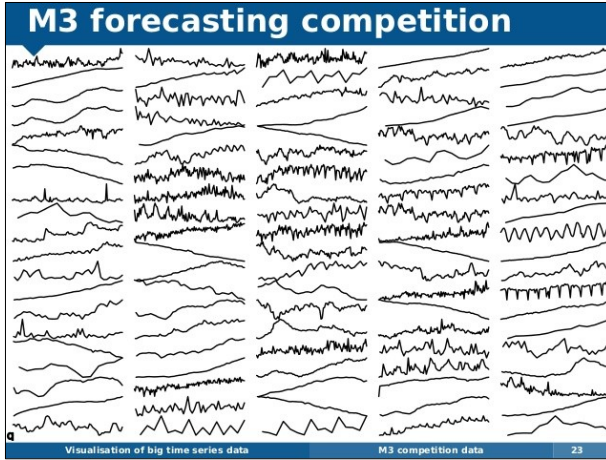 M3 forecasting competition
q
Visualisation of big time series data M3 competition data 23